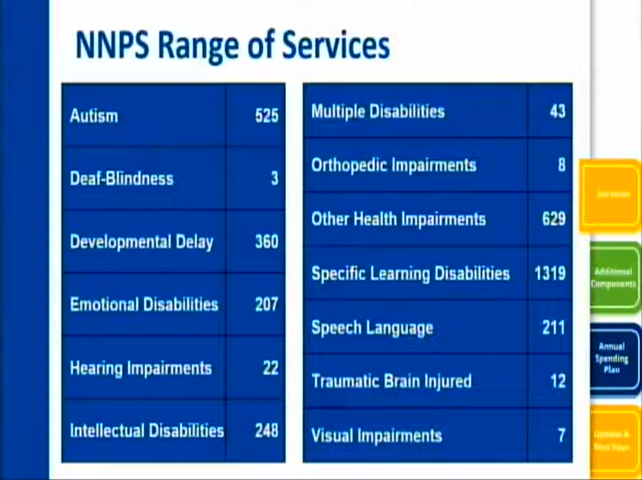 NNPS Range of Services
Autism 525
Deaf-Blindness 3
Developmental Delay 360
Emotional Disabilities 207
Hearing Impairments 22
Intellectual Disabilities 248
Multiple Disabilities 43
Orthopedic Impairments 8
Other Health Impairments 629
Specific Learning Disabilities 1319
Speech Language 211
Traumatic Brain Injured 12
Visual Impairments 7
Services
Additional
Components
Annual
Spending
Plan
Next Steps